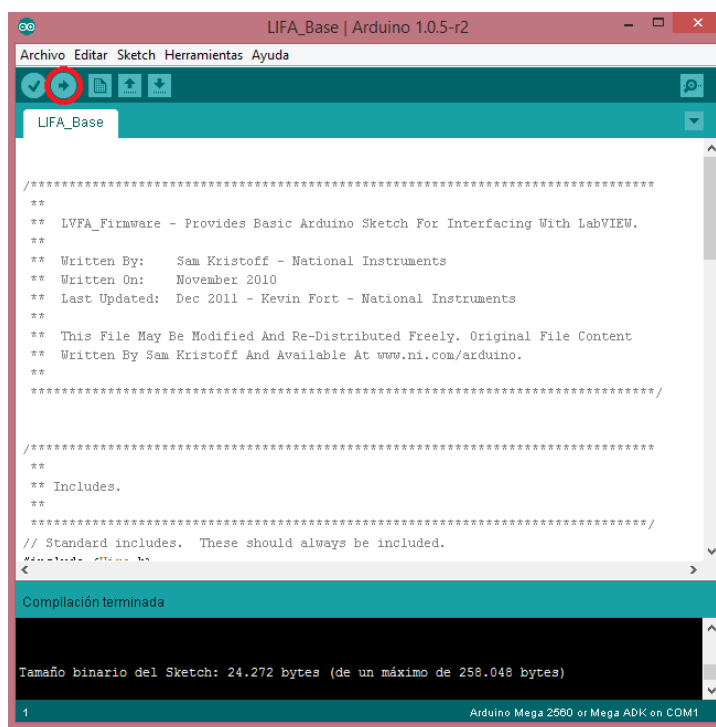 LIFA_Base | Arduino 1.0.5-r2
Archivo Editar Sketch Herramientas Ayuda
LIFA_Base
/*********************************************************************************
**
** LVFA_Firmware - Provides Basic Arduino Sketch For Interfacing With LabVIEW.
**
** Written By: Sam Kristoff - National Instruments
** Written On: November 2010
** Last Updated: Dec 2011 - Kevin Fort - National Instruments
**
** This File May Be Modified And Re-Distributed Freely. Original File Content
** Written By Sam Kristoff And Available At www.ni.com/arduino.
**
*********************************************************************************/
/*********************************************************************************
**
** Includes.
**
********************************************************************************/
// Standard includes. These should always be included.
Compilación terminada
Tamaño binario del Sketch: 24.272 bytes (de un máximo de 258.048 bytes)
1
Arduino Mega 2560 or Mega ADK on COM1